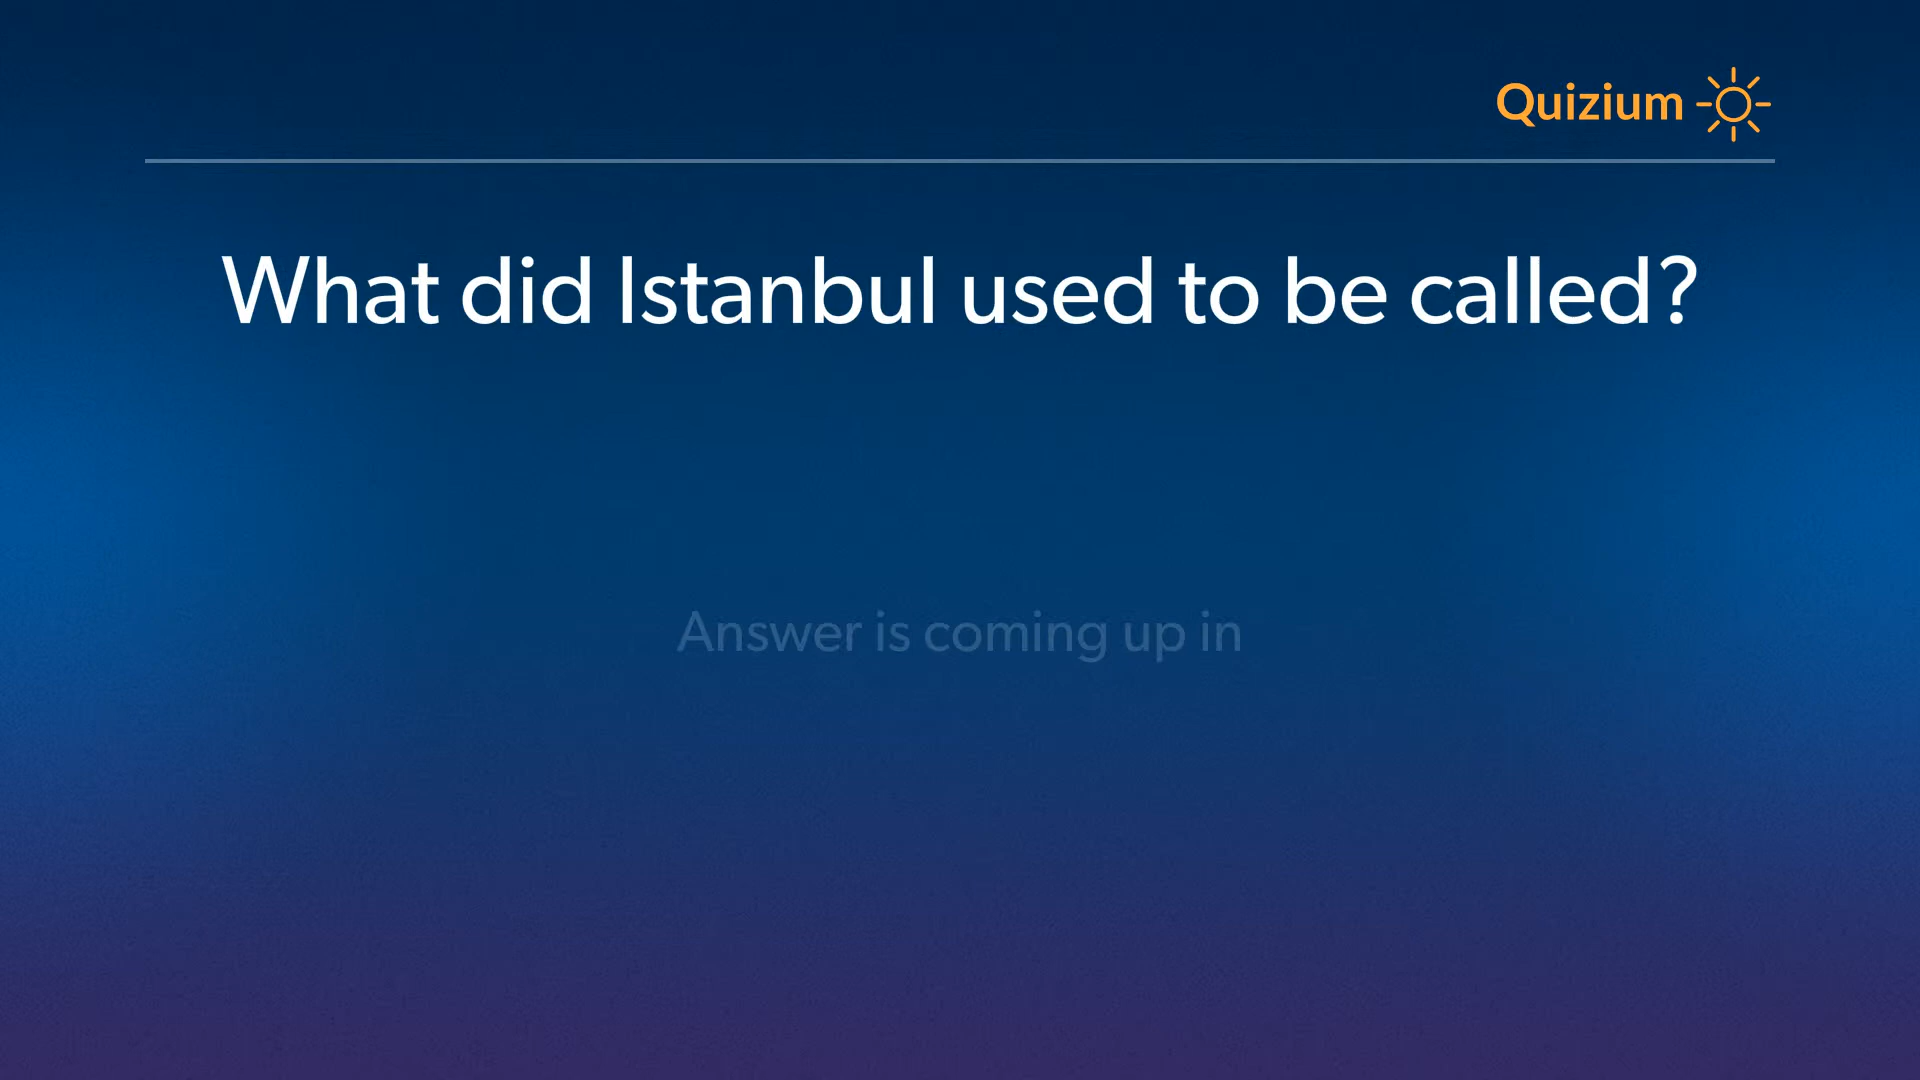 Quizium
What did Istanbul used to be called?
Answer is coming up in